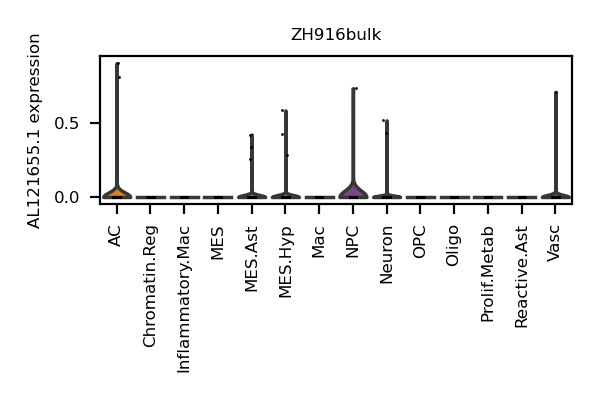 ZH916bulk
AL121655.1 expression
0.5
0.0
AC
Chromatin.Reg
Inflammatory.Mac
MES
MES.Ast
MES.Hyp
Mac
NPC
Neuron
OPC
Oligo
Prolif.Metab
Reactive.Ast
Vasc